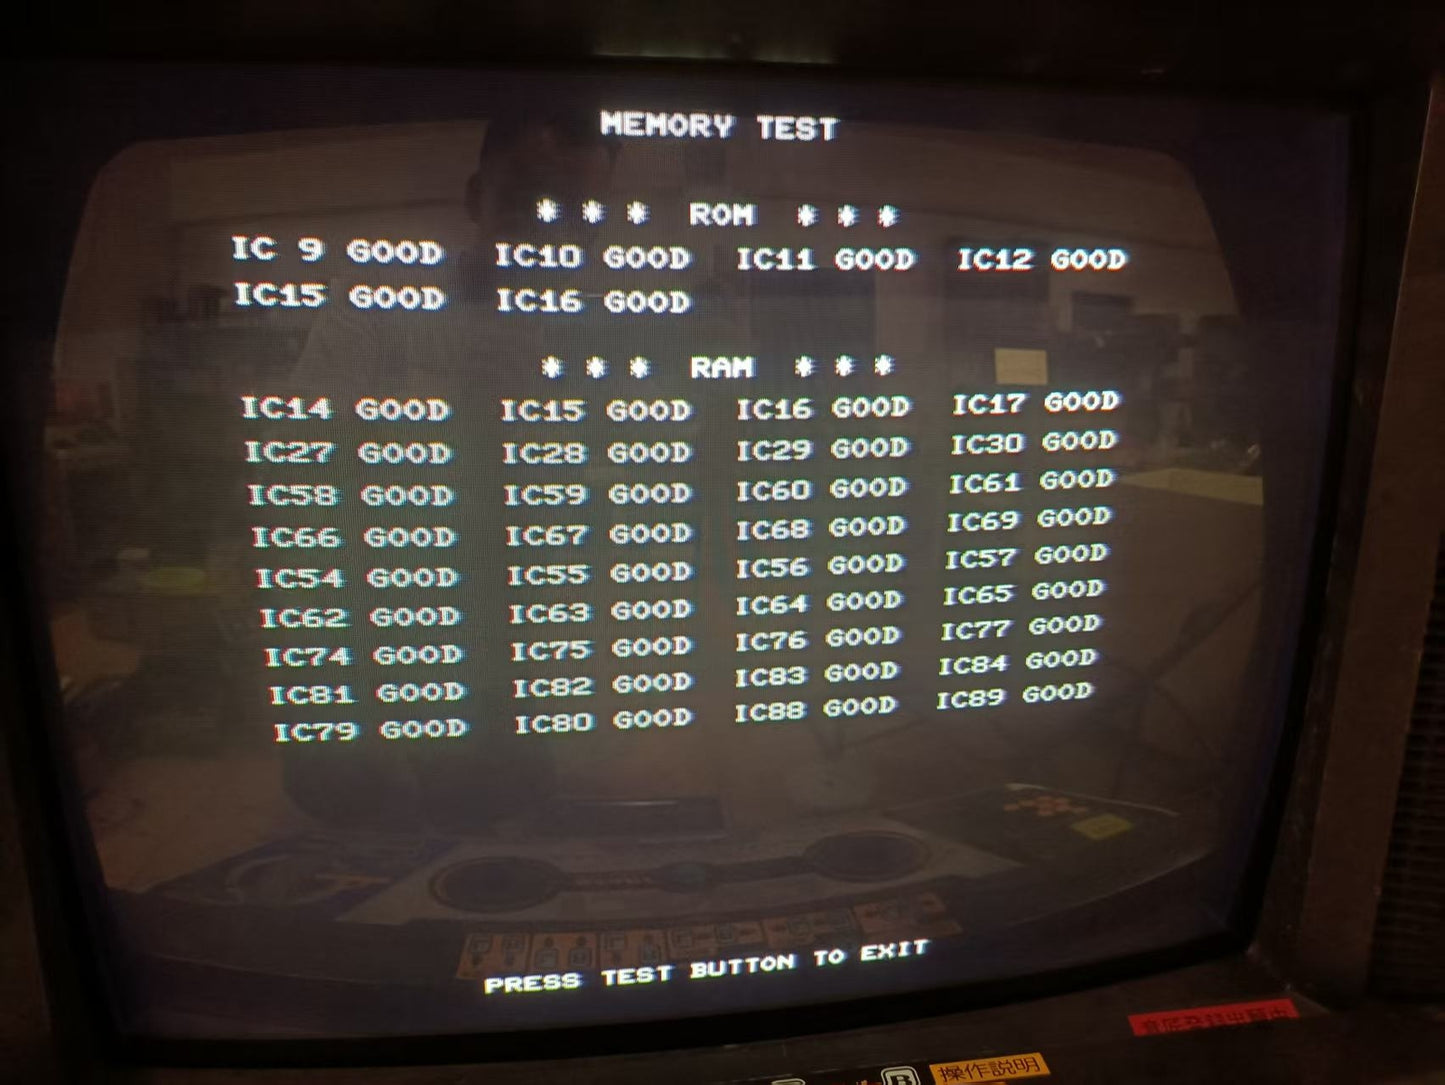 MEMORY TEST
* * * ROM * * *
IC 9 GOOD IC10 GOOD IC11 GOOD IC12 GOOD
IC15 GOOD IC16 GOOD
* * * RAM * * *
IC14 GOOD IC15 GOOD IC16 GOOD IC17 GOOD
IC27 GOOD IC28 GOOD IC29 GOOD IC30 GOOD
IC58 GOOD IC59 GOOD IC60 GOOD IC61 GOOD
IC66 GOOD IC67 GOOD IC68 GOOD IC69 GOOD
IC54 GOOD IC55 GOOD IC56 GOOD IC57 GOOD
IC62 GOOD IC63 GOOD IC64 GOOD IC65 GOOD
IC74 GOOD IC75 GOOD IC76 GOOD IC77 GOOD
IC81 GOOD IC82 GOOD IC83 GOOD IC84 GOOD
IC79 GOOD IC80 GOOD IC88 GOOD IC89 GOOD
PRESS TEST BUTTON TO EXIT
B 操作説明